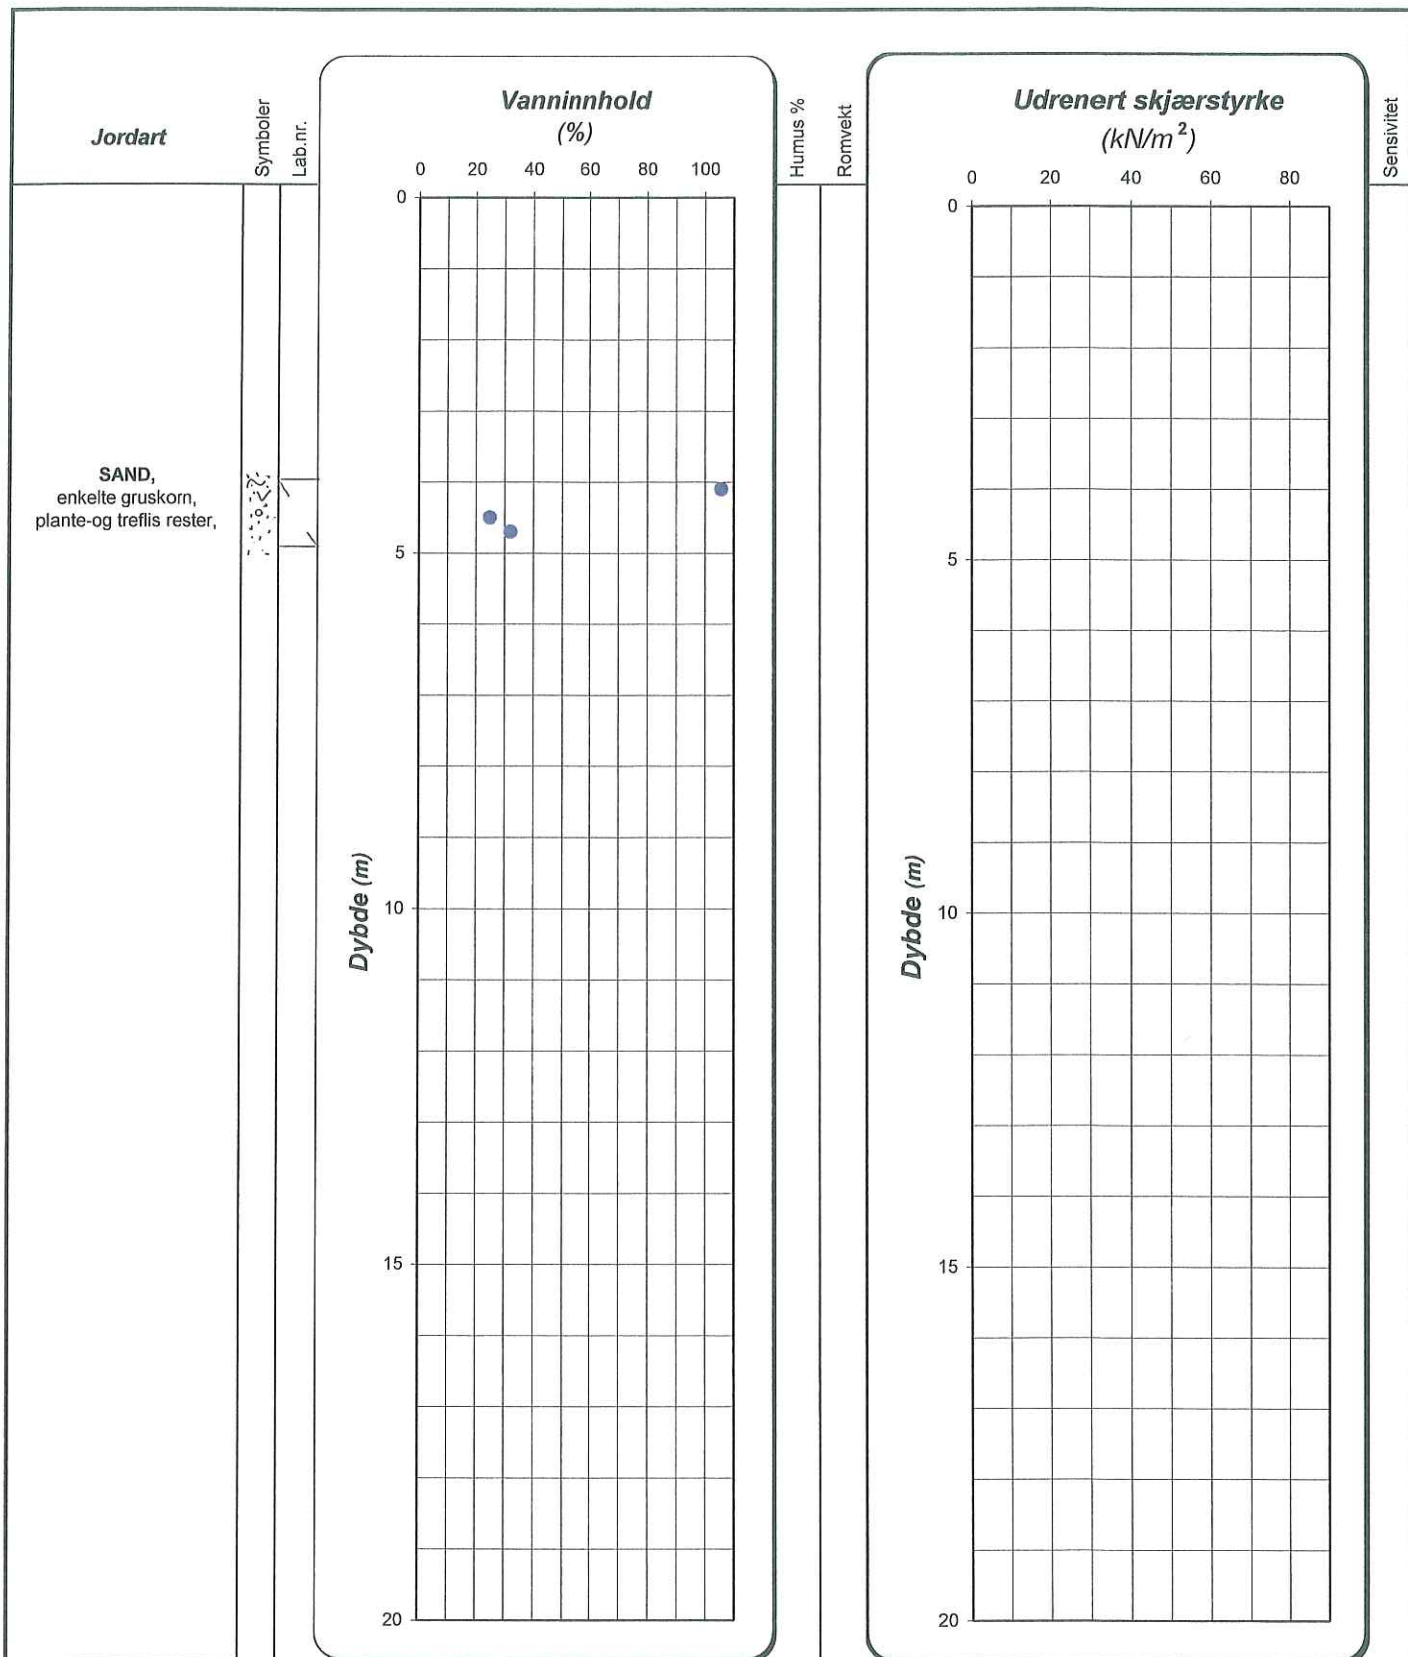 Jordart
Symboler
Lab.nr.
Vanninnhold
(%)
0 20 40 60 80 100
Humus %
Romvekt
Udrenert skjærstyrke
(kN/m²)
0 20 40 60 80
Sensivitet
SAND,
enkelte gruskorn,
plante-og treflis rester,
0
5
10
15
20
Dybde (m)
0
5
10
15
20
Dybde (m)